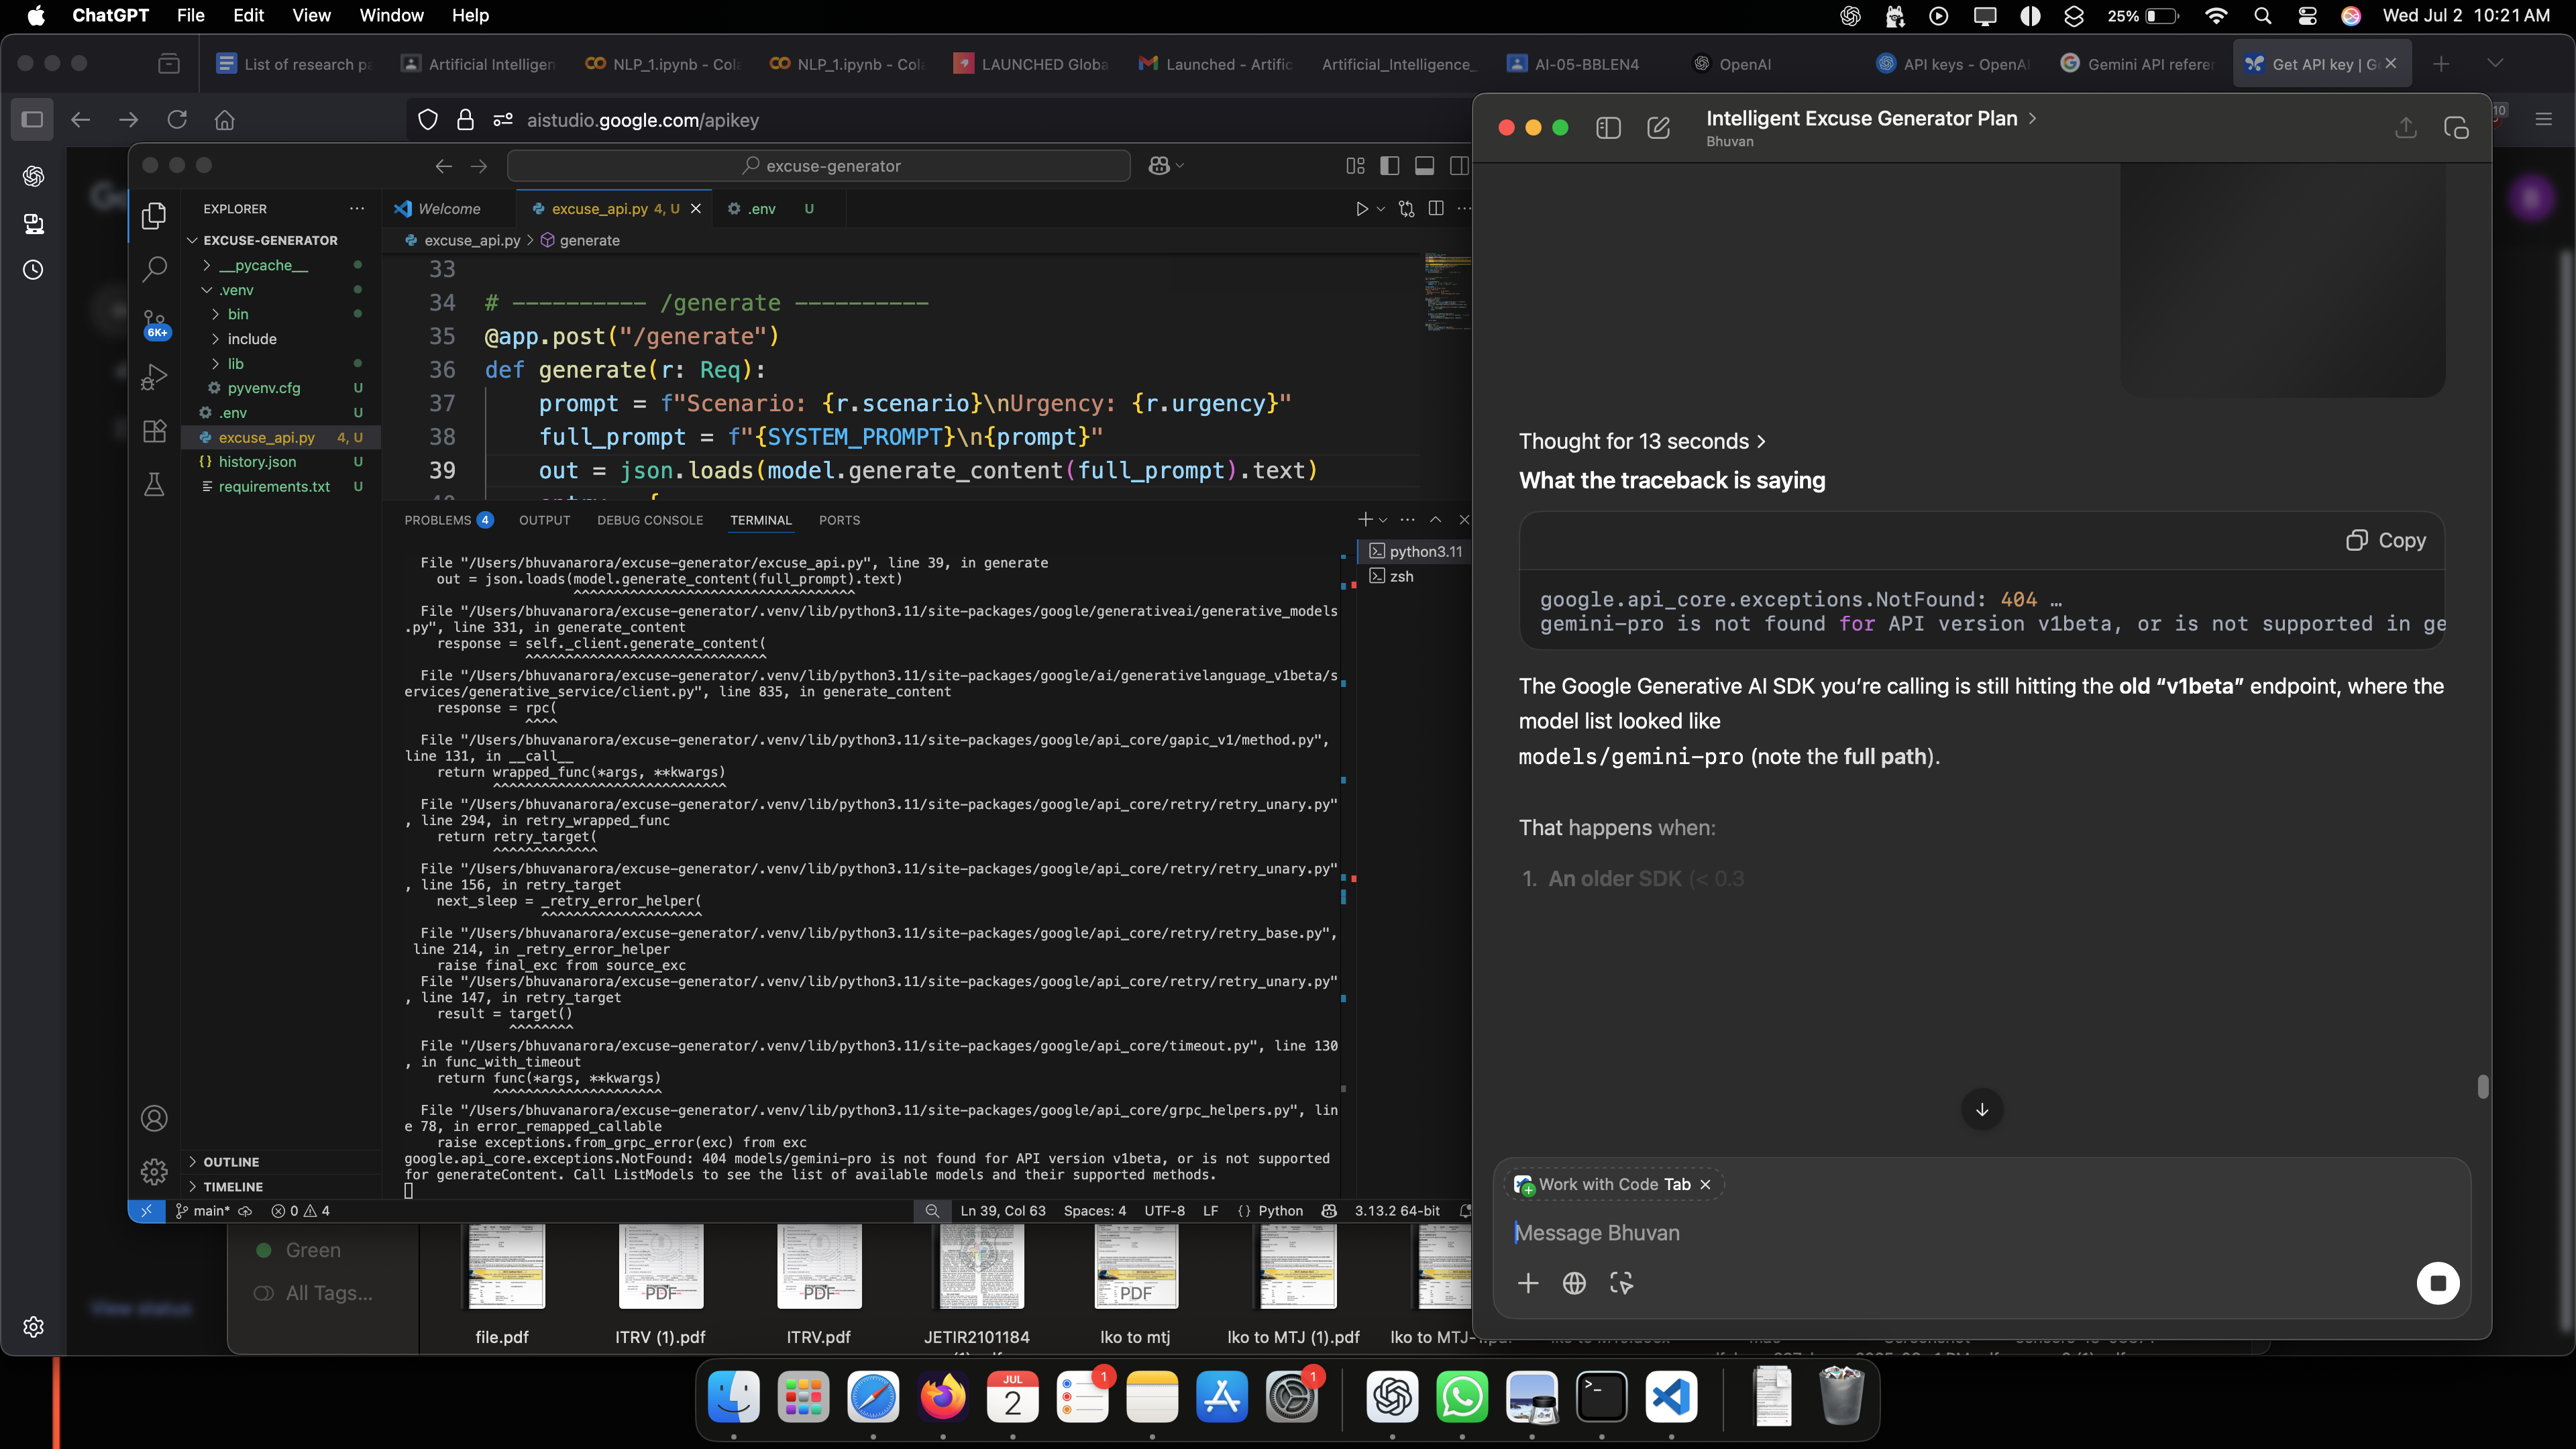 ChatGPT File Edit View Window Help
25% Wed Jul 2 10:21 AM
List of research pa
Artificial Intelligen
NLP_1.ipynb - Cola
NLP_1.ipynb - Cola
LAUNCHED Globa
Launched - Artific
Artificial_Intelligence_
AI-05-BBLEN4
OpenAI
API keys - OpenAI
Gemini API referen
Get API key | G
aistudio.google.com/apikey
excuse-generator
EXPLORER
EXCUSE-GENERATOR
__pycache__
.venv
bin
include
lib
pyvenv.cfg U
.env U
excuse_api.py 4, U
history.json U
requirements.txt U
6K+
OUTLINE
TIMELINE
Welcome
excuse_api.py 4, U
.env U
excuse_api.py > generate
33
34 # ---------- /generate ----------
35 @app.post("/generate")
36 def generate(r: Req):
37 prompt = f"Scenario: {r.scenario}\nUrgency: {r.urgency}"
38 full_prompt = f"{SYSTEM_PROMPT}\n{prompt}"
39 out = json.loads(model.generate_content(full_prompt).text)
PROBLEMS 4 OUTPUT DEBUG CONSOLE TERMINAL PORTS
python3.11
zsh
File "/Users/bhuvanarora/excuse-generator/excuse_api.py", line 39, in generate
out = json.loads(model.generate_content(full_prompt).text)
^^^^^^^^^^^^^^^^^^^^^^^^^^^^^^^^^^^
File "/Users/bhuvanarora/excuse-generator/.venv/lib/python3.11/site-packages/google/generativeai/generative_models
.py", line 331, in generate_content
response = self._client.generate_content(
^^^^^^^^^^^^^^^^^^^^^^^^^^^^^^
File "/Users/bhuvanarora/excuse-generator/.venv/lib/python3.11/site-packages/google/ai/generativelanguage_v1beta/s
ervices/generative_service/client.py", line 835, in generate_content
response = rpc(
^^^^
File "/Users/bhuvanarora/excuse-generator/.venv/lib/python3.11/site-packages/google/api_core/gapic_v1/method.py",
line 131, in __call__
return wrapped_func(*args, **kwargs)
^^^^^^^^^^^^^^^^^^^^^^^^^^^^^
File "/Users/bhuvanarora/excuse-generator/.venv/lib/python3.11/site-packages/google/api_core/retry/retry_unary.py"
, line 294, in retry_wrapped_func
return retry_target(
^^^^^^^^^^^^^
File "/Users/bhuvanarora/excuse-generator/.venv/lib/python3.11/site-packages/google/api_core/retry/retry_unary.py"
, line 156, in retry_target
next_sleep = _retry_error_helper(
^^^^^^^^^^^^^^^^^^^^
File "/Users/bhuvanarora/excuse-generator/.venv/lib/python3.11/site-packages/google/api_core/retry/retry_base.py",
line 214, in _retry_error_helper
raise final_exc from source_exc
File "/Users/bhuvanarora/excuse-generator/.venv/lib/python3.11/site-packages/google/api_core/retry/retry_unary.py"
, line 147, in retry_target
result = target()
^^^^^^^^
File "/Users/bhuvanarora/excuse-generator/.venv/lib/python3.11/site-packages/google/api_core/timeout.py", line 130
, in func_with_timeout
return func(*args, **kwargs)
^^^^^^^^^^^^^^^^^^^^^
File "/Users/bhuvanarora/excuse-generator/.venv/lib/python3.11/site-packages/google/api_core/grpc_helpers.py", lin
e 78, in error_remapped_callable
raise exceptions.from_grpc_error(exc) from exc
google.api_core.exceptions.NotFound: 404 models/gemini-pro is not found for API version v1beta, or is not supported
for generateContent. Call ListModels to see the list of available models and their supported methods.
main* 0 4 Ln 39, Col 63 Spaces: 4 UTF-8 LF {} Python 3.13.2 64-bit
Intelligent Excuse Generator Plan >
Bhuvan
Thought for 13 seconds >
What the traceback is saying
Copy
google.api_core.exceptions.NotFound: 404 …
gemini-pro is not found for API version v1beta, or is not supported in ge
The Google Generative AI SDK you’re calling is still hitting the old “v1beta” endpoint, where the
model list looked like
models/gemini-pro (note the full path).
That happens when:
1. An older SDK (< 0.3
Work with Code Tab ×
Message Bhuvan
View status
Green
All Tags...
PDF
PDF
PDF
file.pdf
ITRV (1).pdf
ITRV.pdf
JETIR2101184
lko to mtj
lko to MTJ (1).pdf
JUL
2
1
1